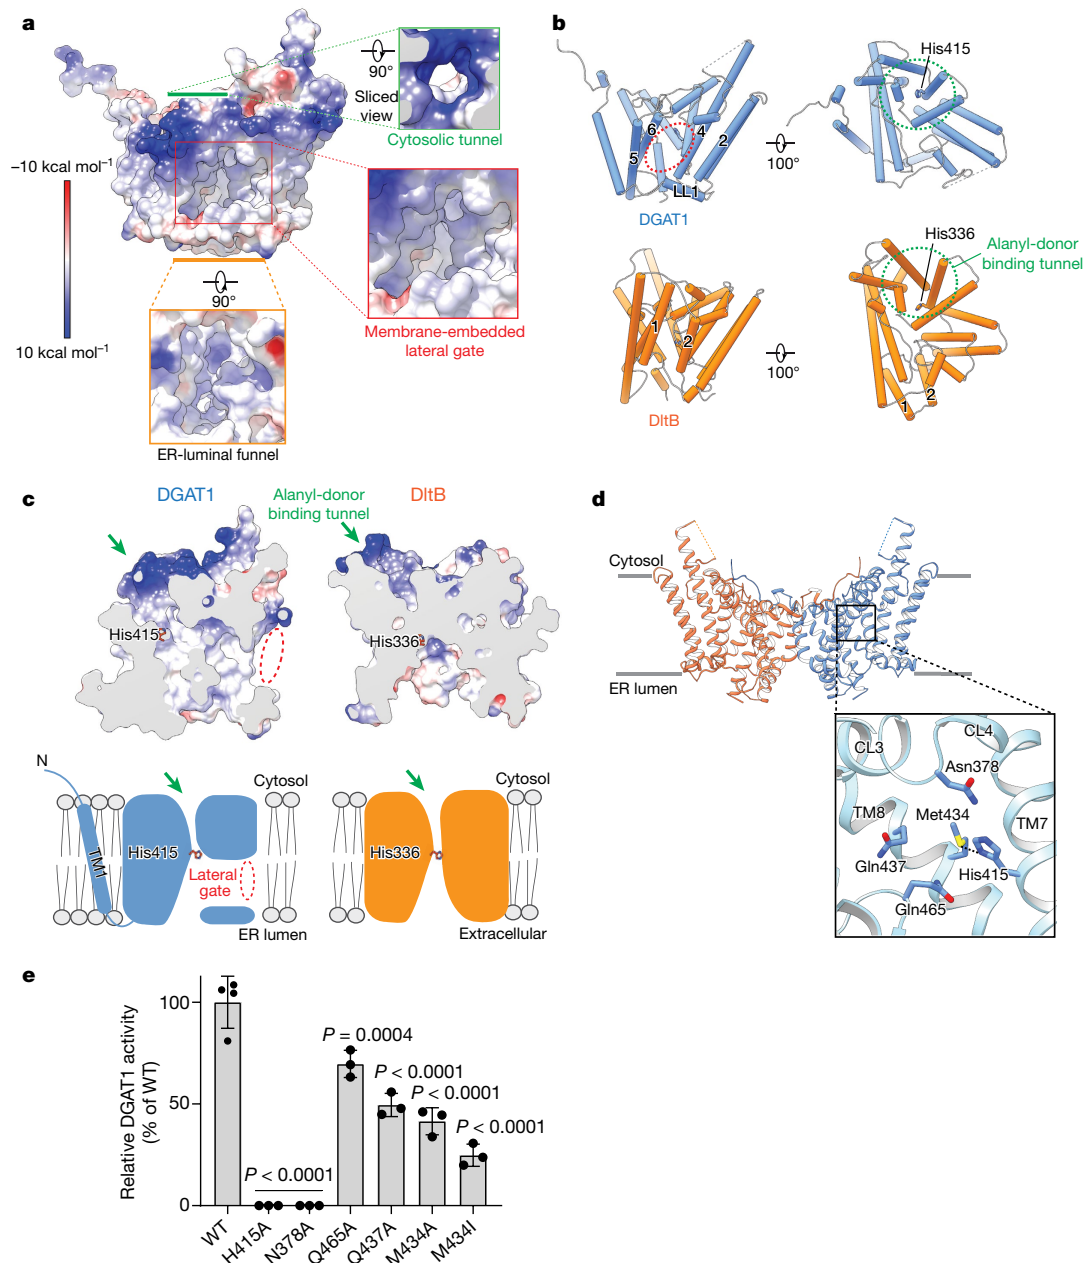 a
90°
Sliced
view
Cytosolic tunnel
−10 kcal mol−1
10 kcal mol−1
Membrane-embedded
lateral gate
90°
ER-luminal funnel
b
His415
6
4
2
5
LL1
100°
DGAT1
His336
Alanyl-donor
binding tunnel
1
2
100°
1
2
DltB
c
DGAT1
Alanyl-donor
binding tunnel
DltB
His415
His336
N
Cytosol
Cytosol
TM1
His415
Lateral
gate
His336
ER lumen
Extracellular
d
Cytosol
ER lumen
CL3
CL4
Asn378
TM8
Met434
TM7
Gln437
His415
Gln465
e
Relative DGAT1 activity
(% of WT)
100
50
0
P < 0.0001
P = 0.0004
P < 0.0001
P < 0.0001
P < 0.0001
WT
H415A
N378A
Q465A
Q437A
M434A
M434I